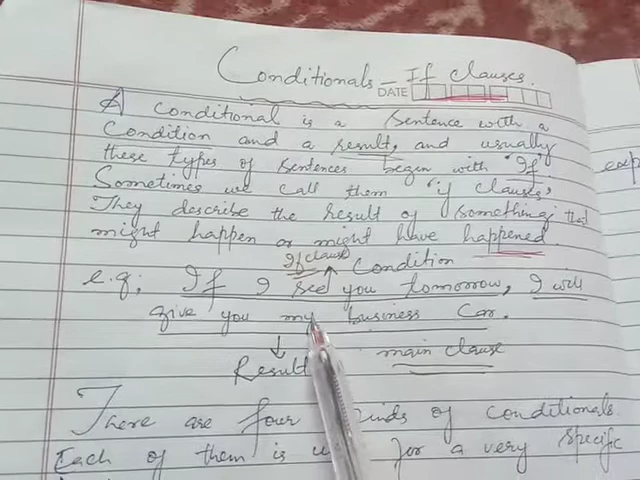 Conditionals - If clauses.
DATE
A conditional is a sentence with a
condition and a result, and usually
these types of sentences begin with "If.
Sometimes we call them "if clauses,
They describe the result of something that
might happen or might have happened.
If clause Condition
e.g; If I see you tomorrow, I will
give you my business Car.
Result main clause
There are four kinds of conditionals.
Each of them is for a very specific